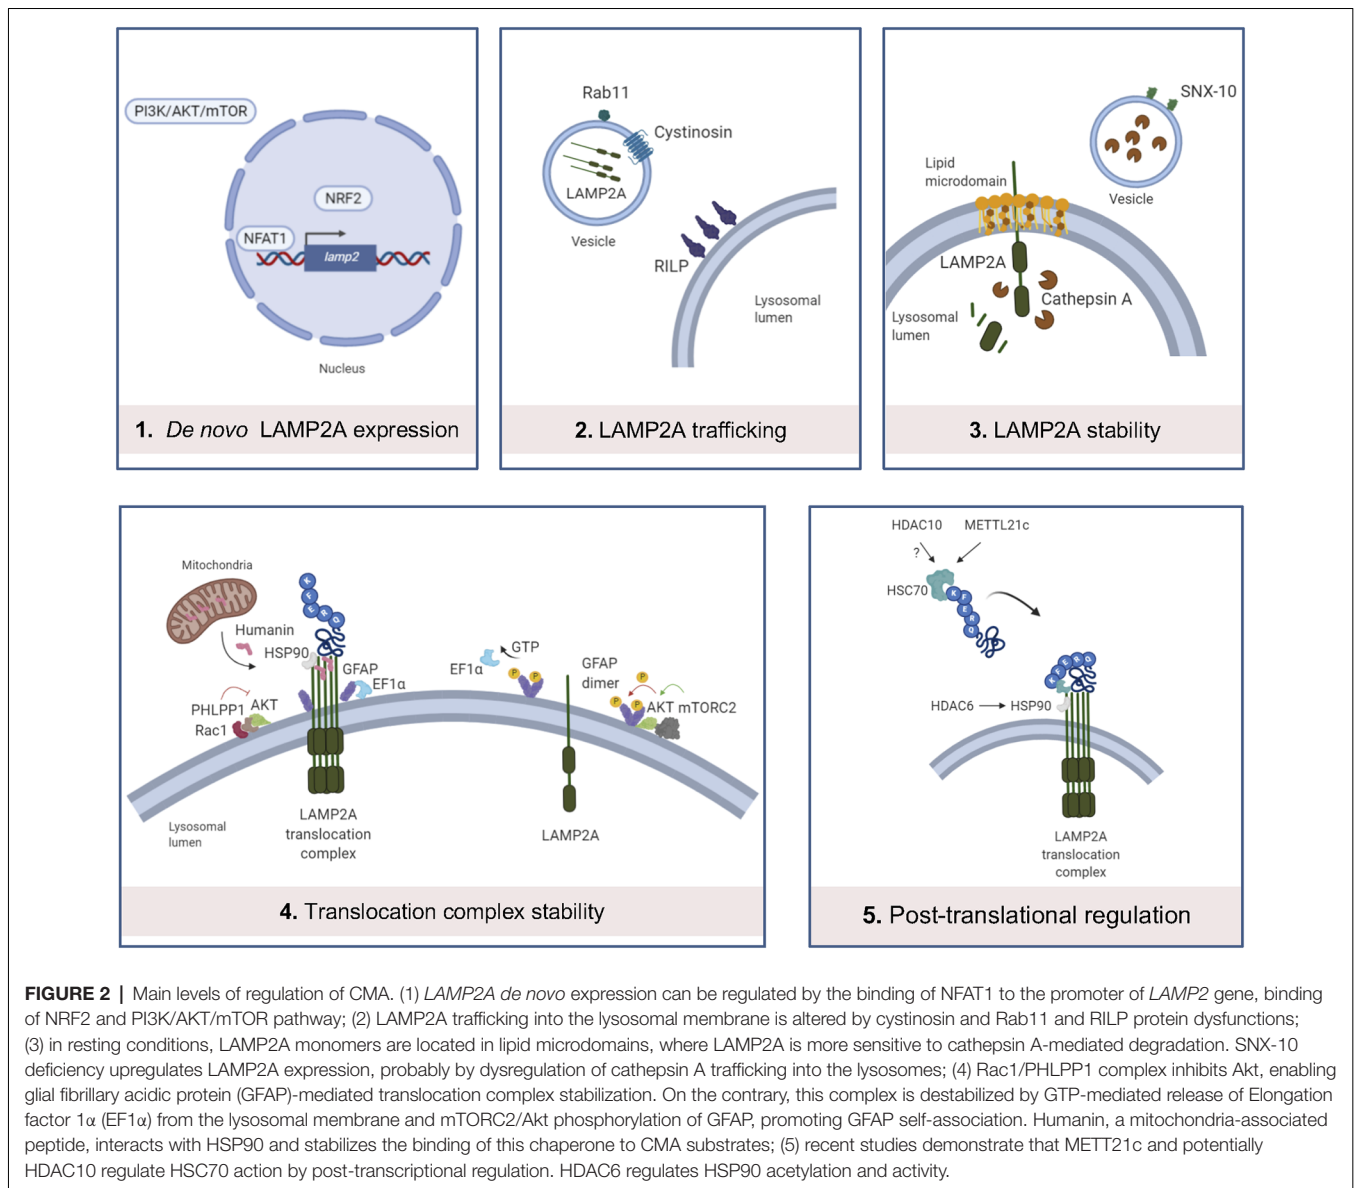 PI3K/AKT/mTOR
NRF2
NFAT1
lamp2
Nucleus
1. De novo LAMP2A expression
Rab11
Cystinosin
LAMP2A
Vesicle
RILP
Lysosomal
lumen
2. LAMP2A trafficking
SNX-10
Lipid
microdomain
Vesicle
LAMP2A
Cathepsin A
Lysosomal
lumen
3. LAMP2A stability
Mitochondria
K
F
E
R
Q
Humanin
HSP90
GFAP
EF1α
PHLPP1
AKT
Rac1
EF1α
GTP
P
P
GFAP
dimer
P
P
P
AKT mTORC2
LAMP2A
translocation
complex
Lysosomal
lumen
LAMP2A
4. Translocation complex stability
HDAC10
METTL21c
?
HSC70
K
F
E
R
Q
K
F
E
R
Q
HDAC6
HSP90
LAMP2A
translocation
complex
5. Post-translational regulation
FIGURE 2 | Main levels of regulation of CMA. (1) LAMP2A de novo expression can be regulated by the binding of NFAT1 to the promoter of LAMP2 gene, binding
of NRF2 and PI3K/AKT/mTOR pathway; (2) LAMP2A trafficking into the lysosomal membrane is altered by cystinosin and Rab11 and RILP protein dysfunctions;
(3) in resting conditions, LAMP2A monomers are located in lipid microdomains, where LAMP2A is more sensitive to cathepsin A-mediated degradation. SNX-10
deficiency upregulates LAMP2A expression, probably by dysregulation of cathepsin A trafficking into the lysosomes; (4) Rac1/PHLPP1 complex inhibits Akt, enabling
glial fibrillary acidic protein (GFAP)-mediated translocation complex stabilization. On the contrary, this complex is destabilized by GTP-mediated release of Elongation
factor 1α (EF1α) from the lysosomal membrane and mTORC2/Akt phosphorylation of GFAP, promoting GFAP self-association. Humanin, a mitochondria-associated
peptide, interacts with HSP90 and stabilizes the binding of this chaperone to CMA substrates; (5) recent studies demonstrate that METT21c and potentially
HDAC10 regulate HSC70 action by post-transcriptional regulation. HDAC6 regulates HSP90 acetylation and activity.